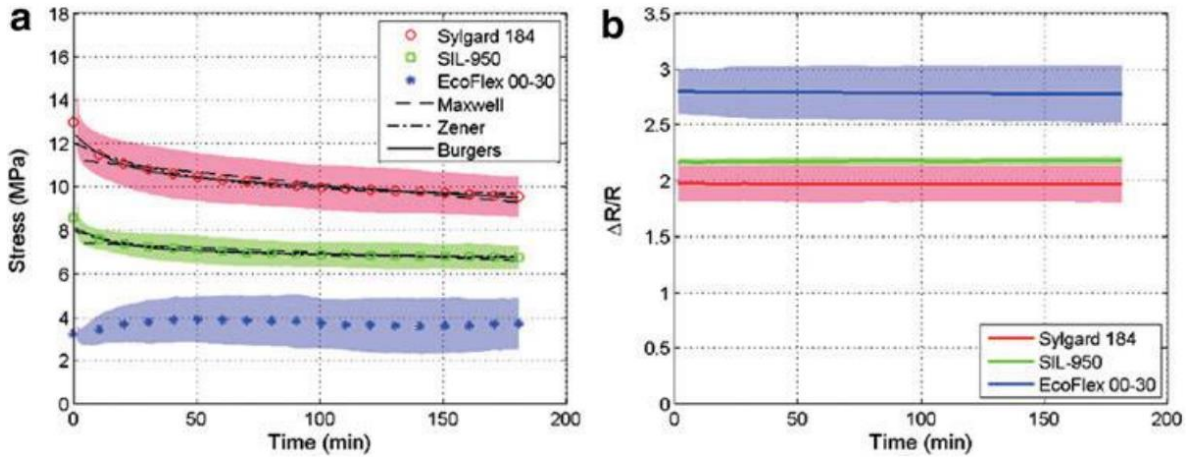 a
18
16
14
12
10
8
6
4
2
0
Stress (MPa)
0 50 100 150 200
Time (min)
Sylgard 184
SIL-950
EcoFlex 00-30
Maxwell
Zener
Burgers
b
3.5
3
2.5
2
1.5
1
0.5
0
ΔR/R
0 50 100 150 200
Time (min)
Sylgard 184
SIL-950
EcoFlex 00-30